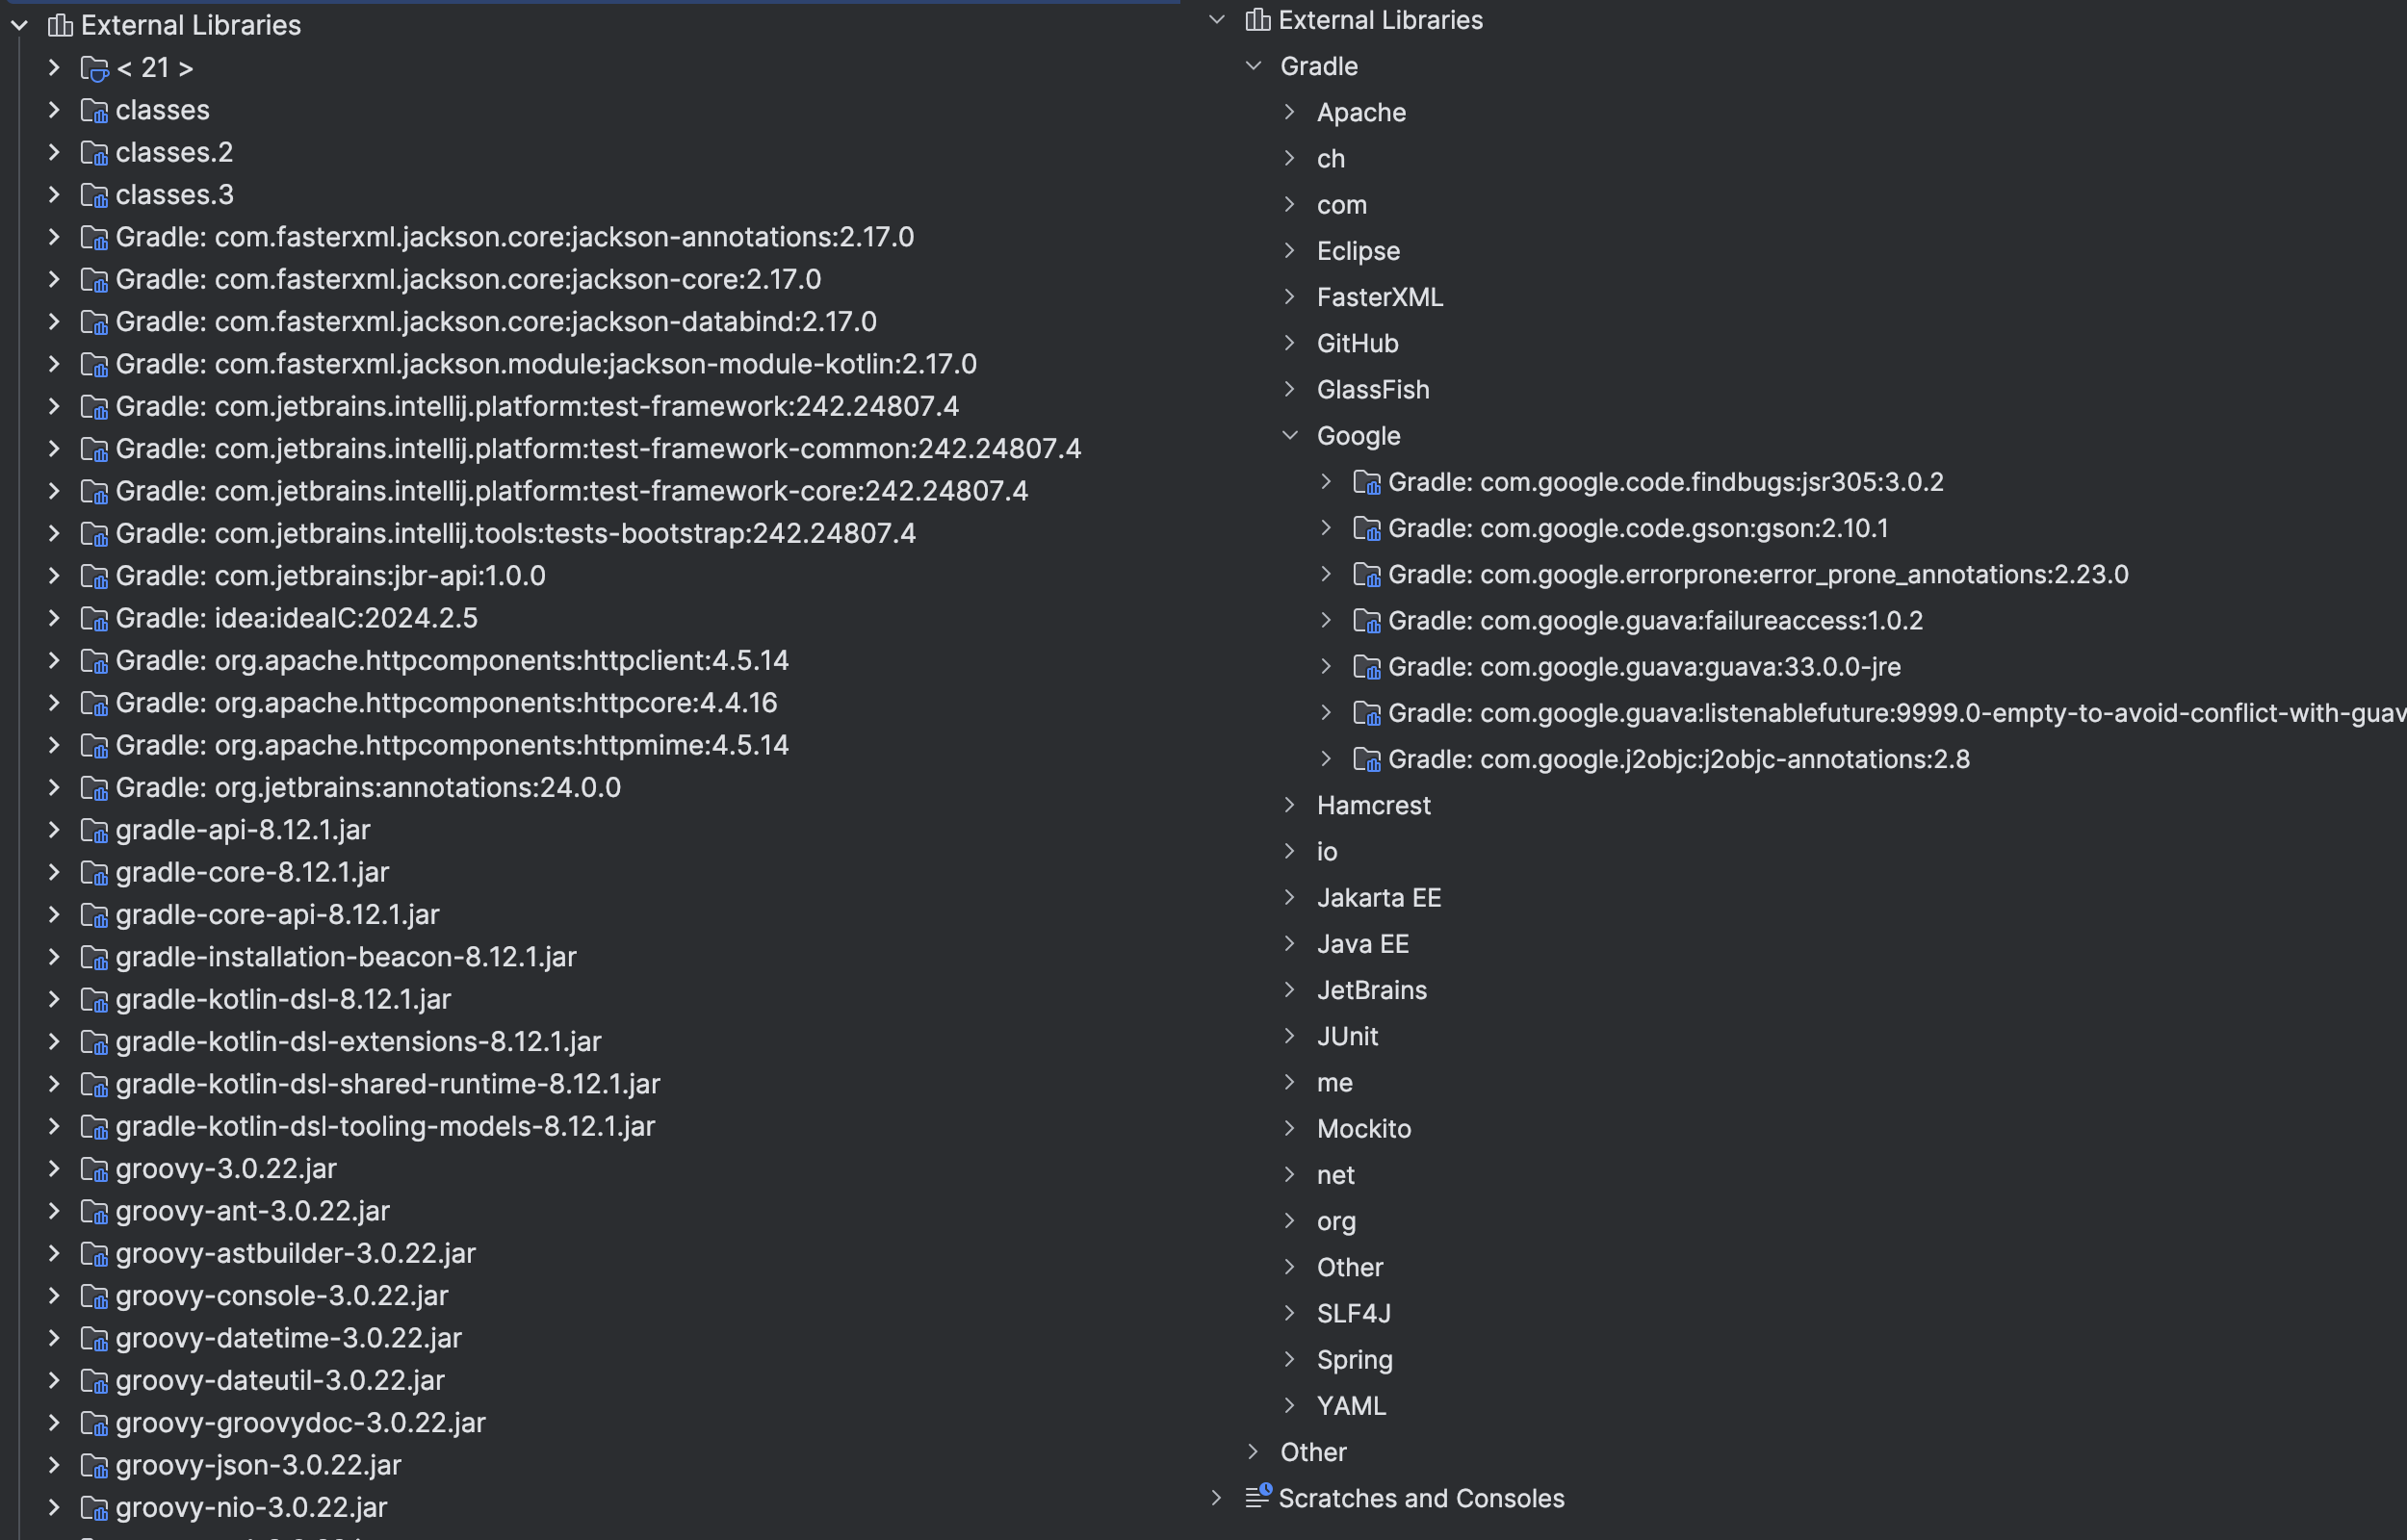 External Libraries
< 21 >
classes
classes.2
classes.3
Gradle: com.fasterxml.jackson.core:jackson-annotations:2.17.0
Gradle: com.fasterxml.jackson.core:jackson-core:2.17.0
Gradle: com.fasterxml.jackson.core:jackson-databind:2.17.0
Gradle: com.fasterxml.jackson.module:jackson-module-kotlin:2.17.0
Gradle: com.jetbrains.intellij.platform:test-framework:242.24807.4
Gradle: com.jetbrains.intellij.platform:test-framework-common:242.24807.4
Gradle: com.jetbrains.intellij.platform:test-framework-core:242.24807.4
Gradle: com.jetbrains.intellij.tools:tests-bootstrap:242.24807.4
Gradle: com.jetbrains:jbr-api:1.0.0
Gradle: idea:ideaIC:2024.2.5
Gradle: org.apache.httpcomponents:httpclient:4.5.14
Gradle: org.apache.httpcomponents:httpcore:4.4.16
Gradle: org.apache.httpcomponents:httpmime:4.5.14
Gradle: org.jetbrains:annotations:24.0.0
gradle-api-8.12.1.jar
gradle-core-8.12.1.jar
gradle-core-api-8.12.1.jar
gradle-installation-beacon-8.12.1.jar
gradle-kotlin-dsl-8.12.1.jar
gradle-kotlin-dsl-extensions-8.12.1.jar
gradle-kotlin-dsl-shared-runtime-8.12.1.jar
gradle-kotlin-dsl-tooling-models-8.12.1.jar
groovy-3.0.22.jar
groovy-ant-3.0.22.jar
groovy-astbuilder-3.0.22.jar
groovy-console-3.0.22.jar
groovy-datetime-3.0.22.jar
groovy-dateutil-3.0.22.jar
groovy-groovydoc-3.0.22.jar
groovy-json-3.0.22.jar
groovy-nio-3.0.22.jar
External Libraries
Gradle
Apache
ch
com
Eclipse
FasterXML
GitHub
GlassFish
Google
Gradle: com.google.code.findbugs:jsr305:3.0.2
Gradle: com.google.code.gson:gson:2.10.1
Gradle: com.google.errorprone:error_prone_annotations:2.23.0
Gradle: com.google.guava:failureaccess:1.0.2
Gradle: com.google.guava:guava:33.0.0-jre
Gradle: com.google.guava:listenablefuture:9999.0-empty-to-avoid-conflict-with-guav
Gradle: com.google.j2objc:j2objc-annotations:2.8
Hamcrest
io
Jakarta EE
Java EE
JetBrains
JUnit
me
Mockito
net
org
Other
SLF4J
Spring
YAML
Other
Scratches and Consoles